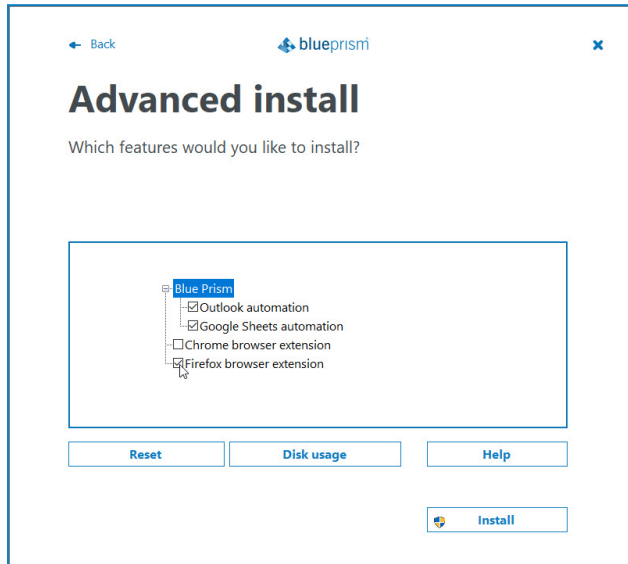 Back
blueprism
Advanced install
Which features would you like to install?
Blue Prism
Outlook automation
Google Sheets automation
Chrome browser extension
Firefox browser extension
Reset Disk usage Help
Install